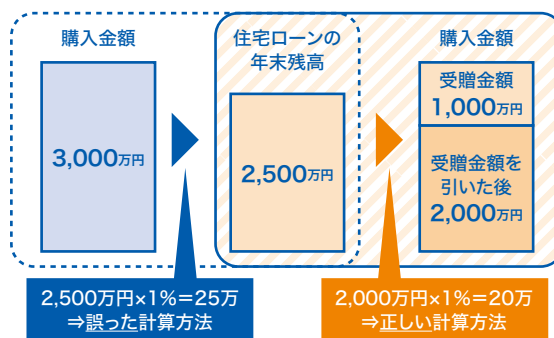 購入金額
3,000万円
住宅ローンの
年末残高
2,500万円
購入金額
受贈金額
1,000万円
受贈金額を
引いた後
2,000万円
2,500万円×1%=25万
⇒誤った計算方法
2,000万円×1%=20万
⇒正しい計算方法